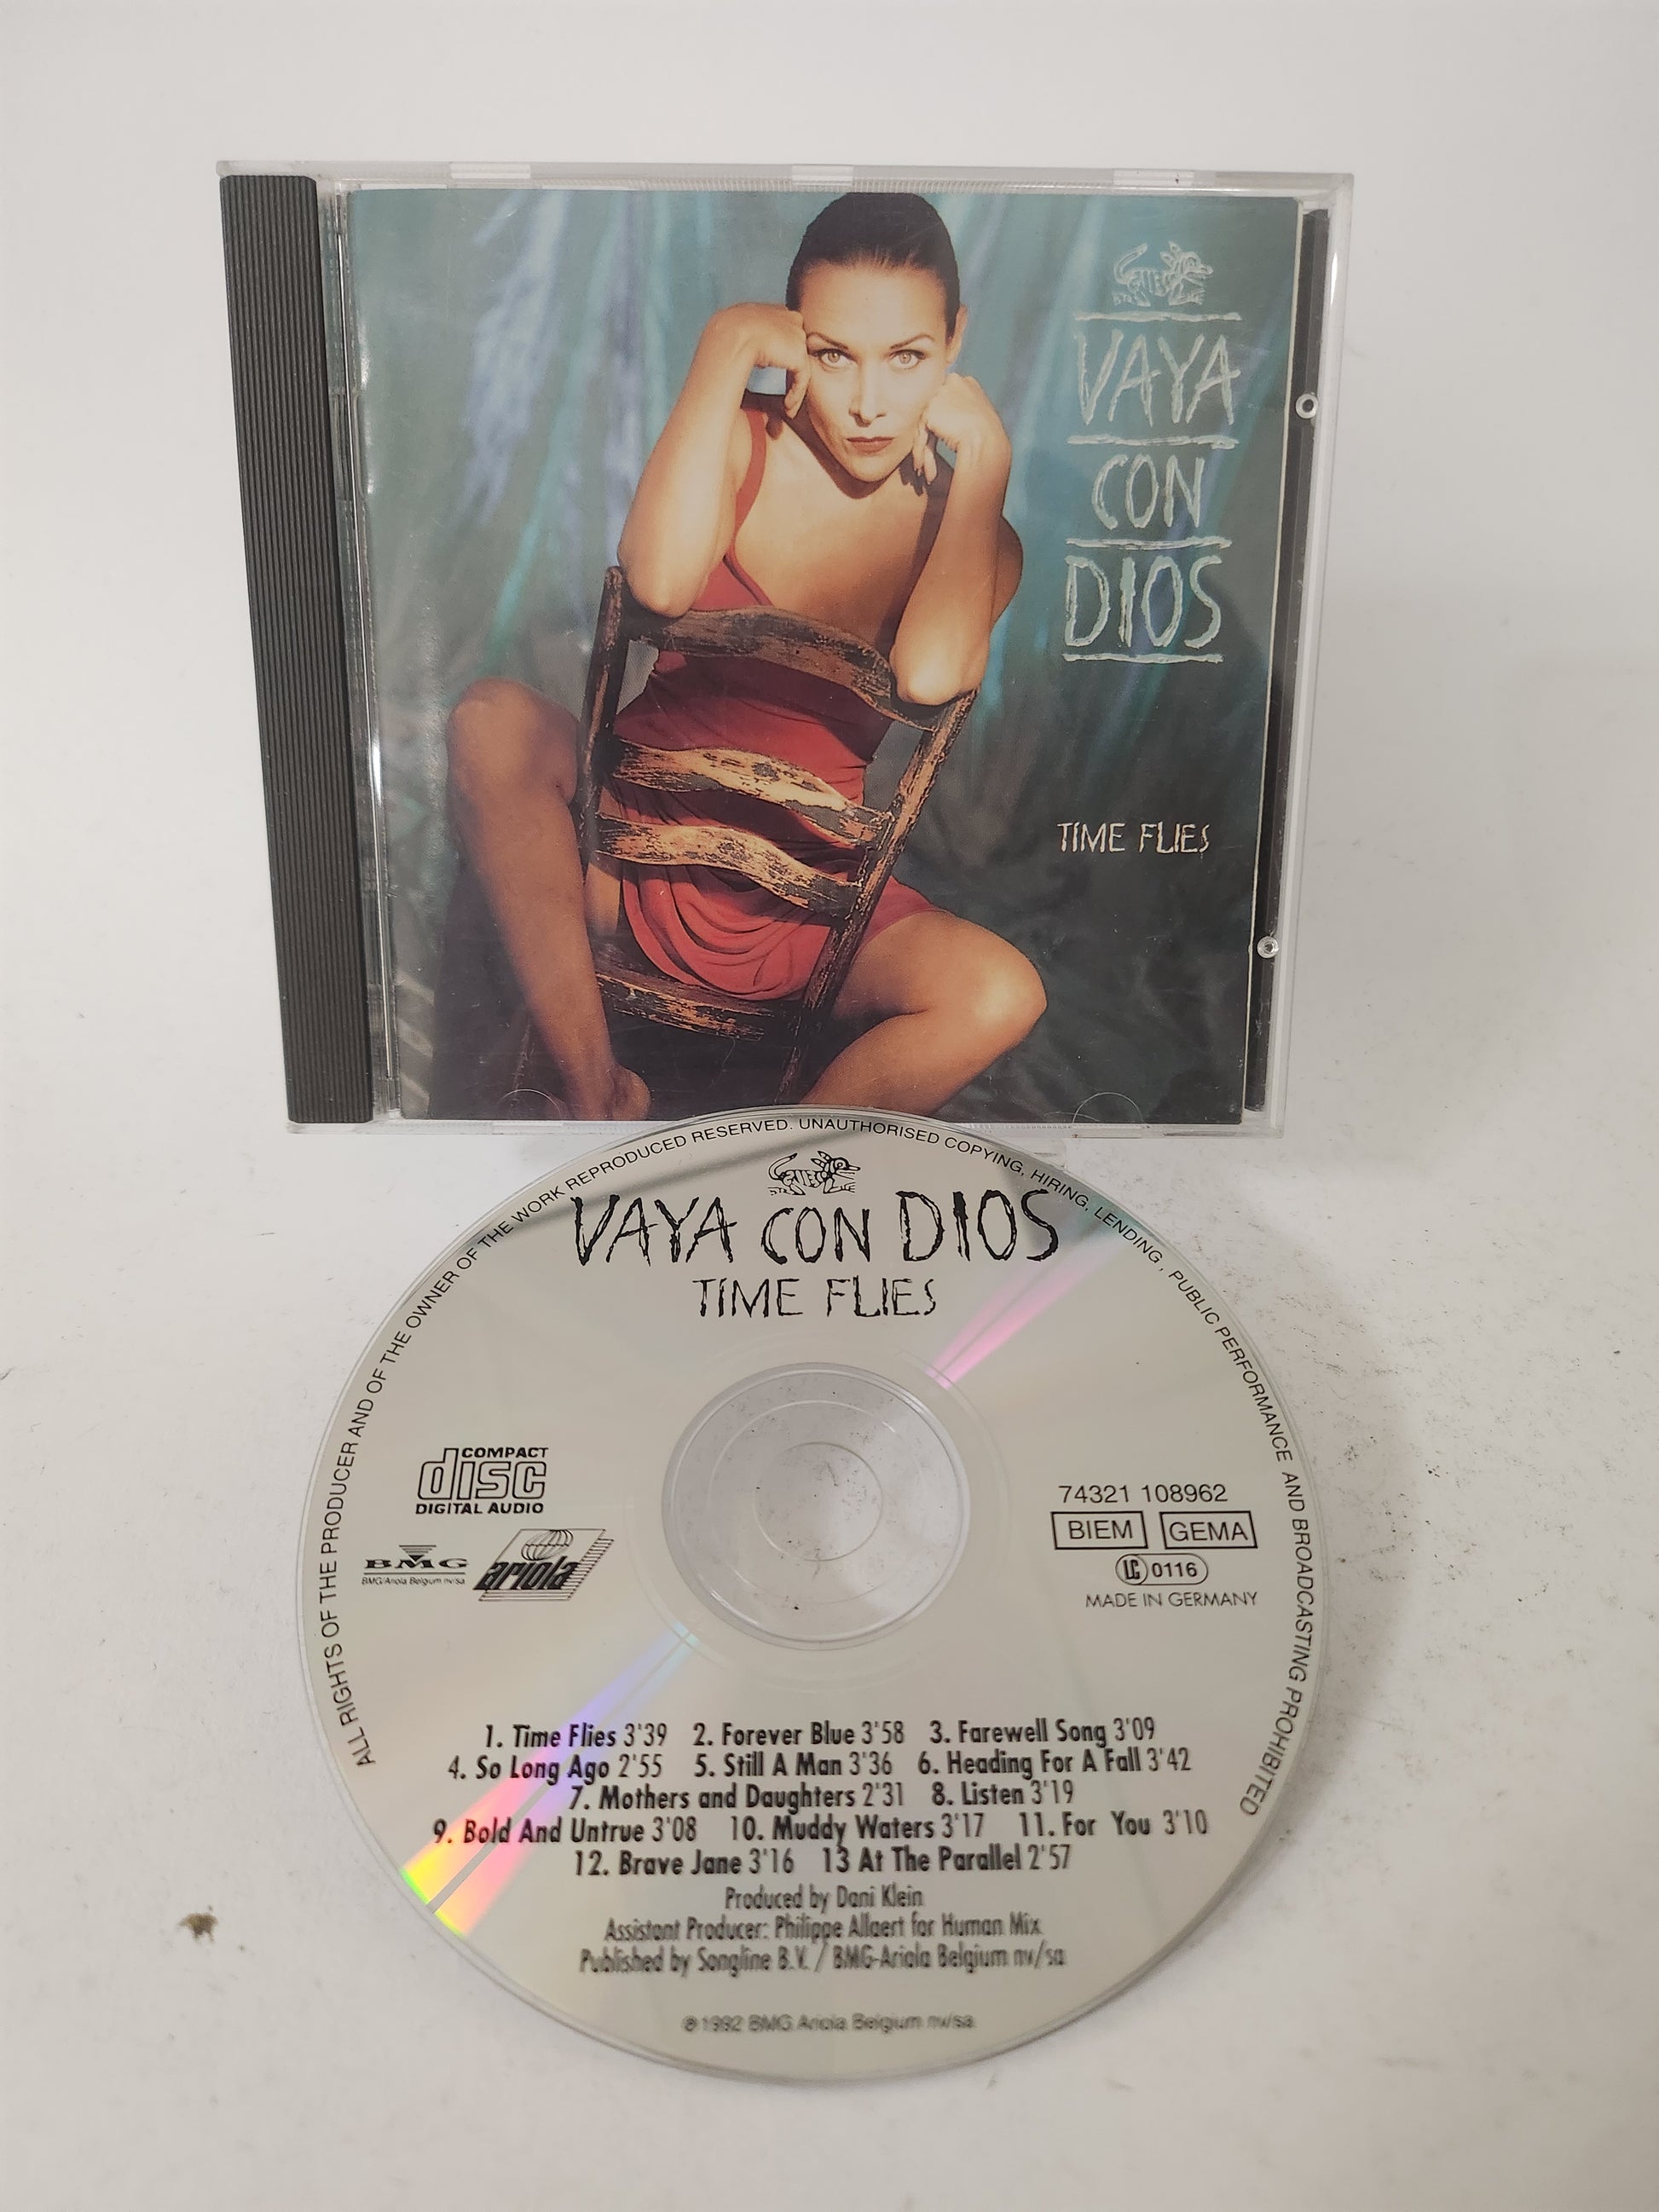 VAYA
CON
DIOS
TIME FLIES
ALL RIGHTS OF THE PRODUCER AND OF THE OWNER OF THE WORK REPRODUCED RESERVED. UNAUTHORISED COPYING, HIRING, LENDING, PUBLIC PERFORMANCE AND BROADCASTING PROHIBITED
VAYA CON DIOS
TIME FLIES
COMPACT
disc
DIGITAL AUDIO
BMG
BMG/Ariola Belgium nv/sa
ariola
74321 108962
BIEM GEMA
LC 0116
MADE IN GERMANY
1. Time Flies 3'39 2. Forever Blue 3'58 3. Farewell Song 3'09
4. So Long Ago 2'55 5. Still A Man 3'36 6. Heading For A Fall 3'42
7. Mothers and Daughters 2'31 8. Listen 3'19
9. Bold And Untrue 3'08 10. Muddy Waters 3'17 11. For You 3'10
12. Brave Jane 3'16 13 At The Parallel 2'57
Produced by Dani Klein
Assistant Producer: Philippe Allaert for Human Mix
Published by Songline B.V. / BMG-Ariola Belgium nv/sa
℗ 1992 BMG Ariola Belgium nv/sa